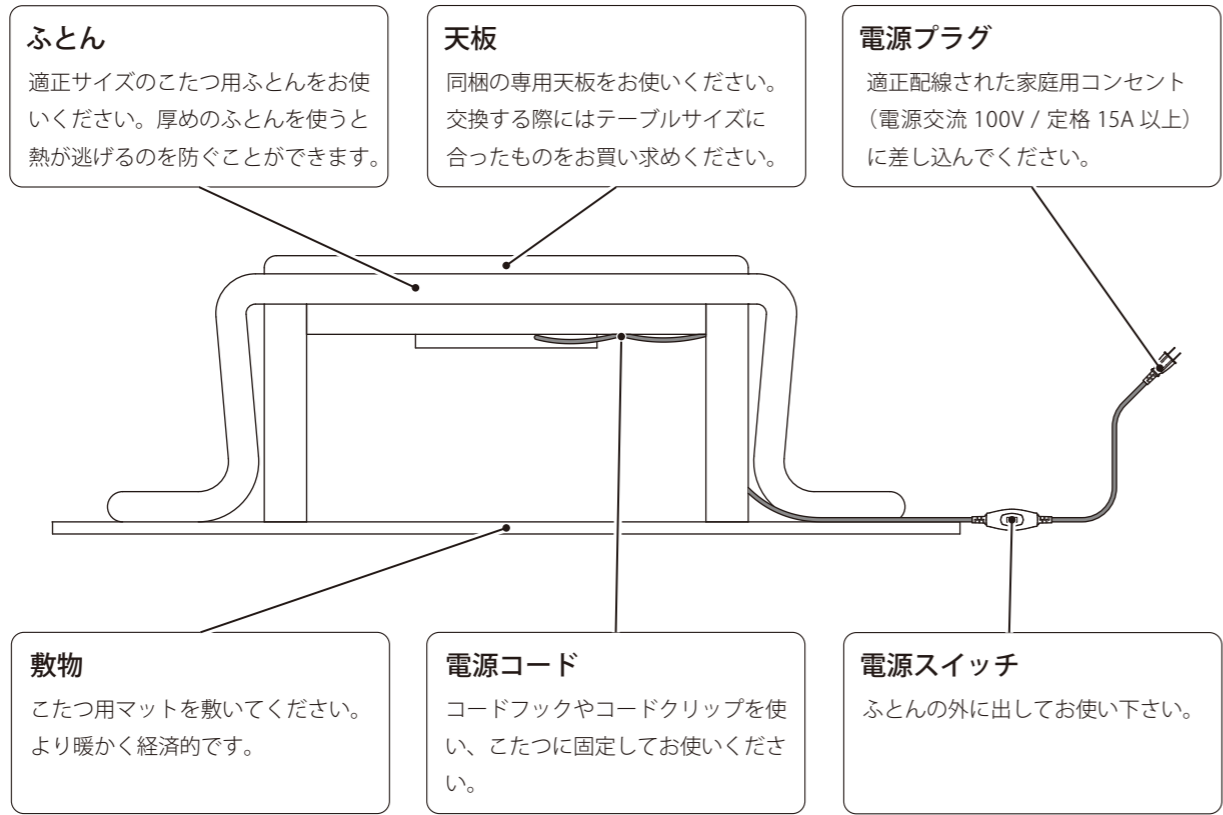 ふとん
適正サイズのこたつ用ふとんをお使
いください。厚めのふとんを使うと
熱が逃げるのを防ぐことができます。
天板
同梱の専用天板をお使いください。
交換する際にはテーブルサイズに
合ったものをお買い求めください。
電源プラグ
適正配線された家庭用コンセント
(電源交流 100V / 定格 15A 以上)
に差し込んでください。
敷物
こたつ用マットを敷いてください。
より暖かく経済的です。
電源コード
コードフックやコードクリップを使
い、こたつに固定してお使いくださ
い。
電源スイッチ
ふとんの外に出してお使い下さい。